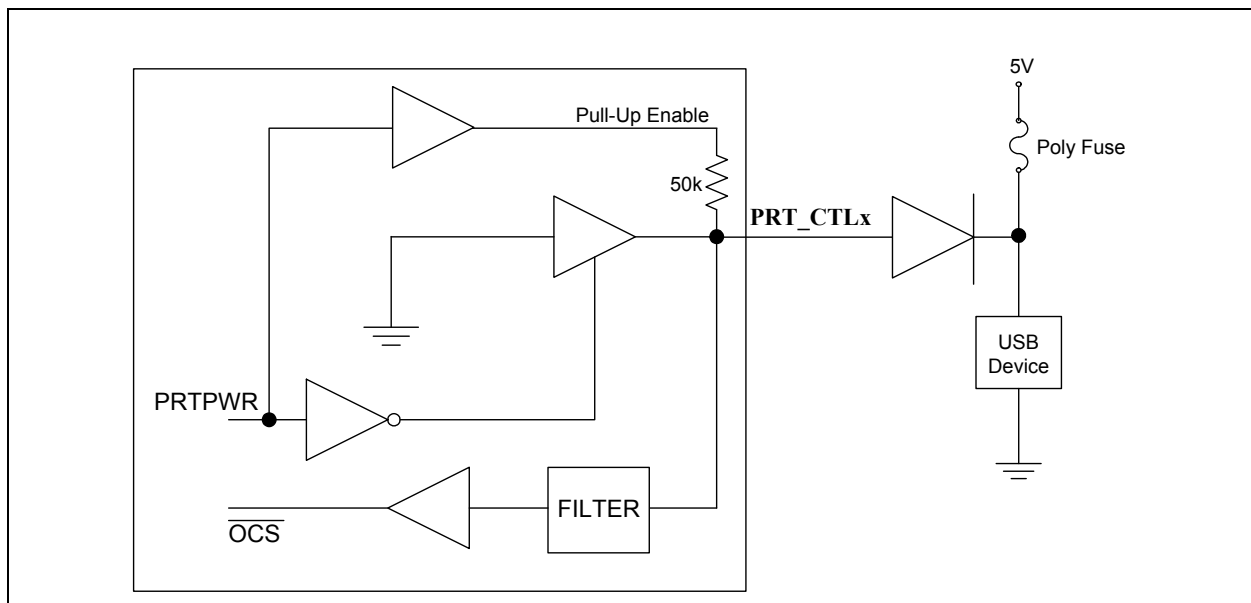 5V
Pull-Up Enable
Poly Fuse
50k
PRT_CTLx
USB
Device
PRTPWR
FILTER
OCS